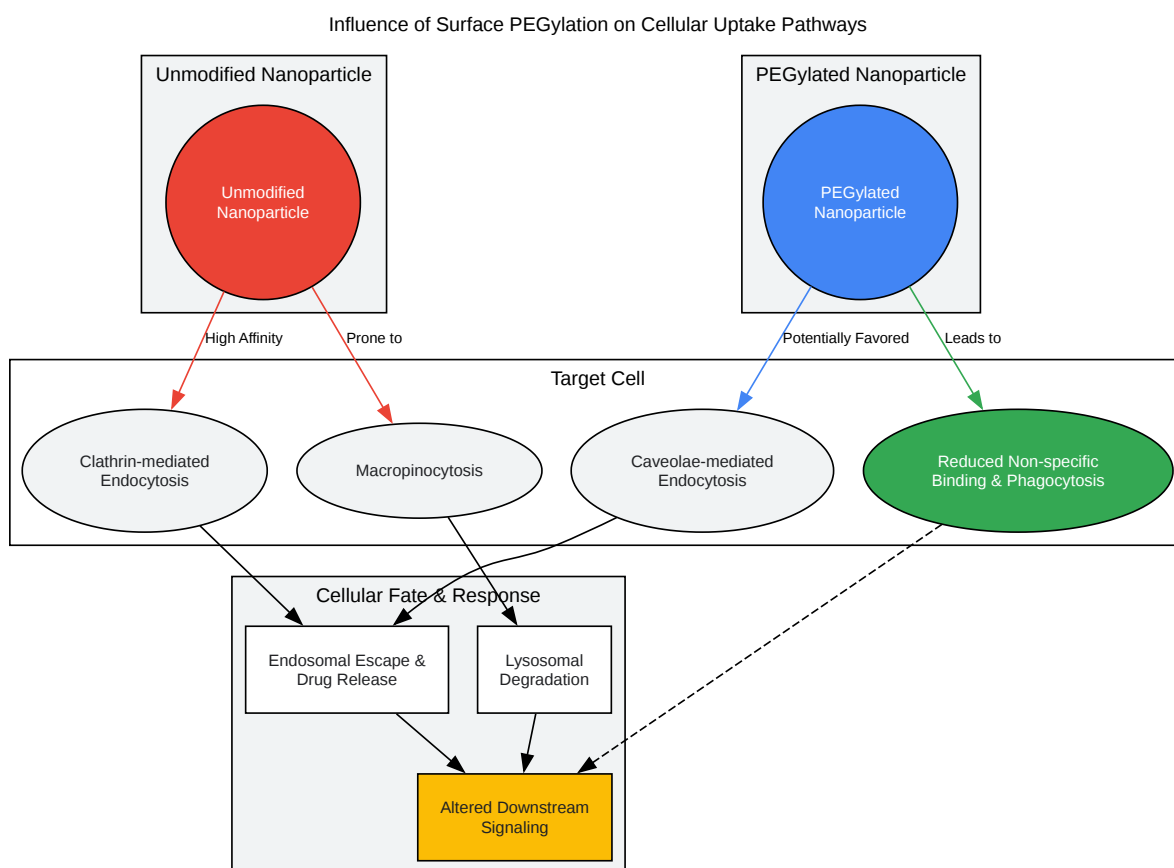 Influence of Surface PEGylation on Cellular Uptake Pathways
Unmodified Nanoparticle
PEGylated Nanoparticle
Unmodified
Nanoparticle
PEGylated
Nanoparticle
High Affinity
Prone to
Potentially Favored
Leads to
Target Cell
Clathrin-mediated
Endocytosis
Macropinocytosis
Caveolae-mediated
Endocytosis
Reduced Non-specific
Binding & Phagocytosis
Cellular Fate & Response
Endosomal Escape &
Drug Release
Lysosomal
Degradation
Altered Downstream
Signaling